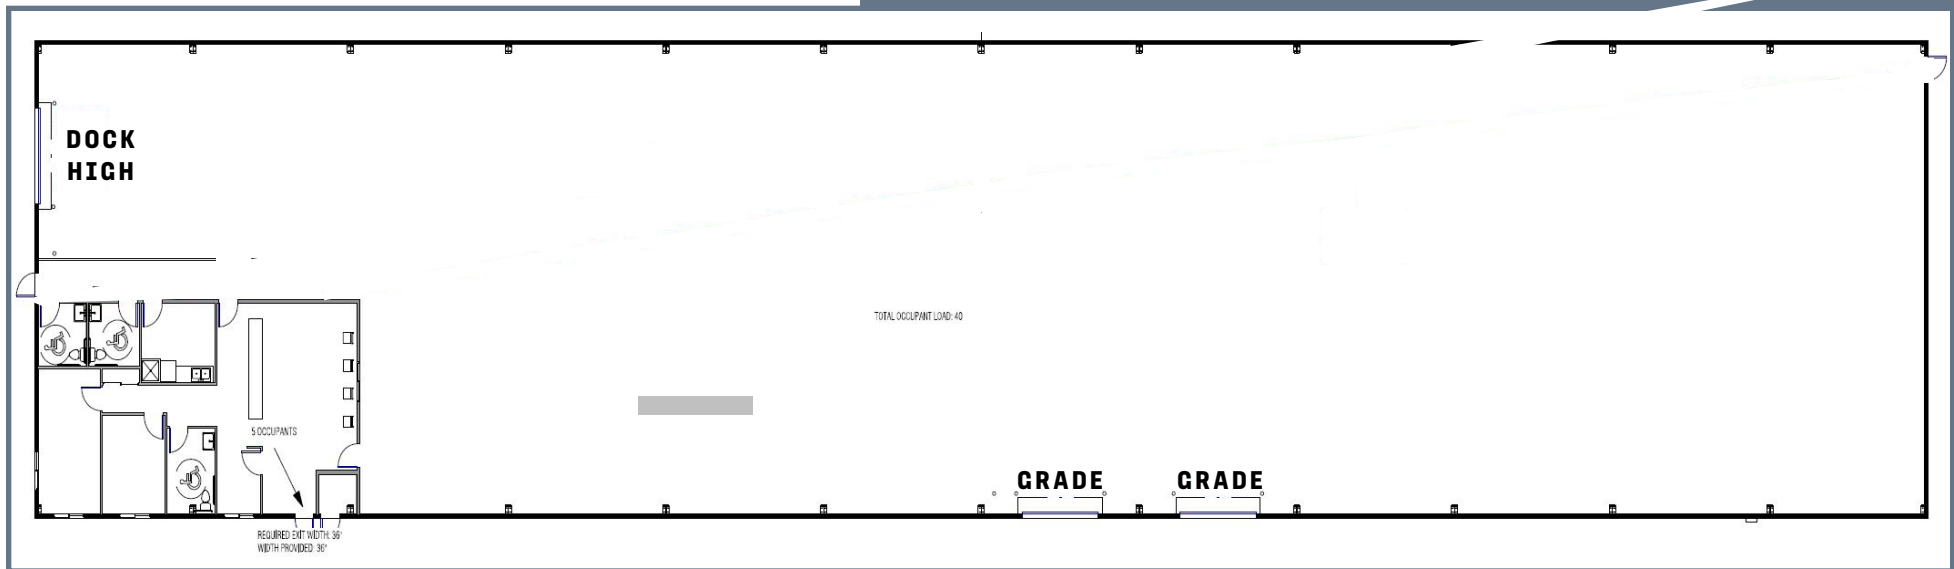 DOCK
HIGH
TOTAL OCCUPANT LOAD: 40
5 OCCUPANTS
GRADE GRADE
REQUIRED EXIT WIDTH: 36"
WIDTH PROVIDED: 36"